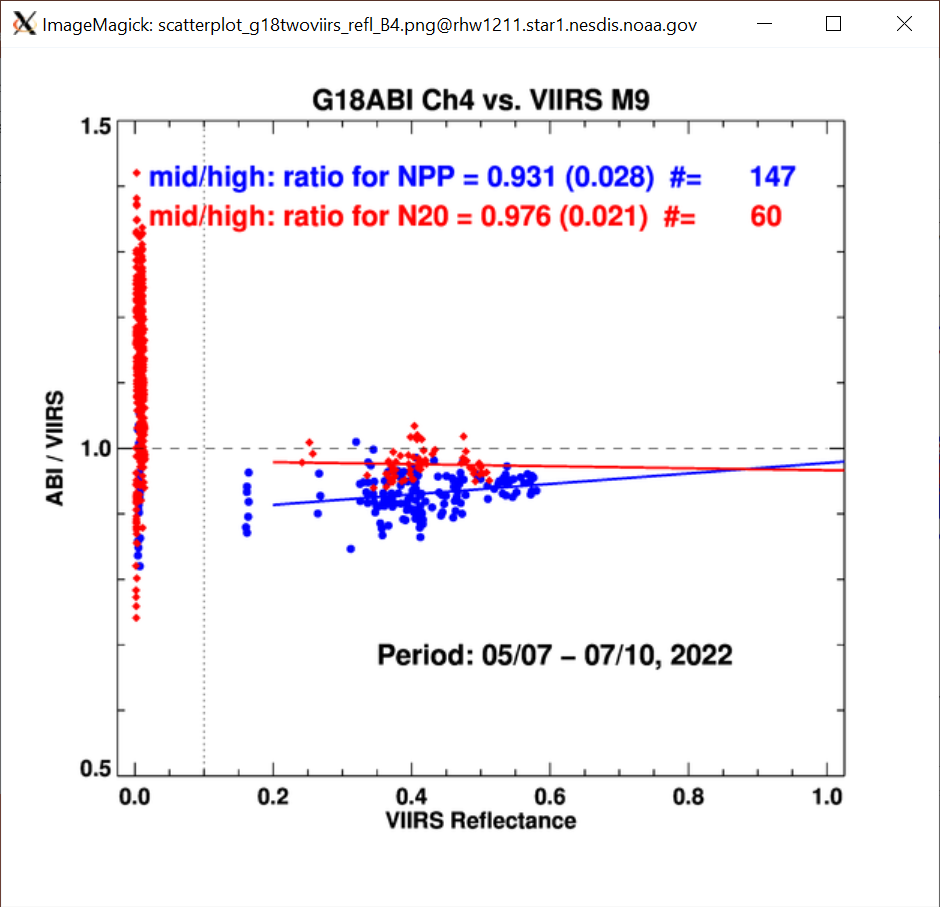 ImageMagick: scatterplot_g18twoviirs_refl_B4.png@rhw1211.star1.nesdis.noaa.gov
G18ABI Ch4 vs. VIIRS M9
1.5
mid/high: ratio for NPP = 0.931 (0.028) #= 147
mid/high: ratio for N20 = 0.976 (0.021) #= 60
ABI / VIIRS
1.0
Period: 05/07 – 07/10, 2022
0.5
0.0 0.2 0.4 0.6 0.8 1.0
VIIRS Reflectance